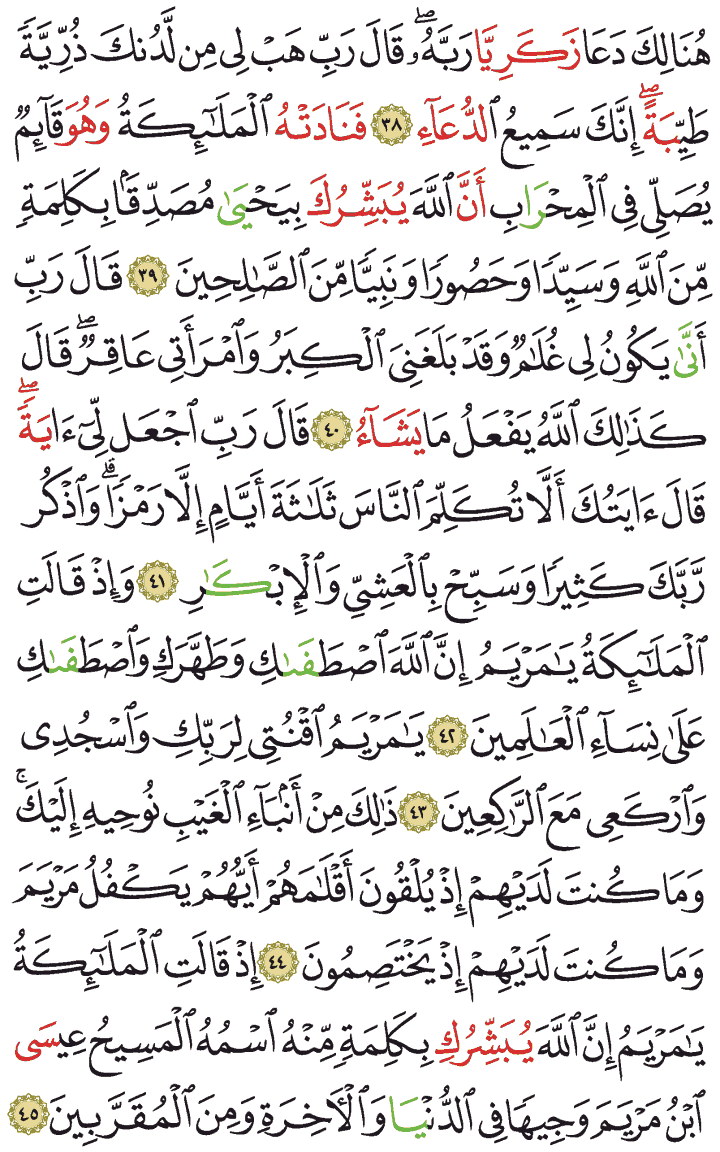 هُنَالِكَ دَعَا زَكَرِيَّا رَبَّهُۥۖ قَالَ رَبِّ هَبۡ لِي مِن لَّدُنكَ ذُرِّيَّةٗ
طَيِّبَةًۖ إِنَّكَ سَمِيعُ ٱلدُّعَآءِ ٣٨ فَنَادَتۡهُ ٱلۡمَلَٰٓئِكَةُ وَهُوَ قَآئِمٞ
يُصَلِّي فِي ٱلۡمِحۡرَابِ أَنَّ ٱللَّهَ يُبَشِّرُكَ بِيَحۡيَىٰ مُصَدِّقَۢا بِكَلِمَةٖ
مِّنَ ٱللَّهِ وَسَيِّدٗا وَحَصُورٗا وَنَبِيّٗا مِّنَ ٱلصَّٰلِحِينَ ٣٩ قَالَ رَبِّ
أَنَّىٰ يَكُونُ لِي غُلَٰمٞ وَقَدۡ بَلَغَنِيَ ٱلۡكِبَرُ وَٱمۡرَأَتِي عَاقِرٞۖ قَالَ
كَذَٰلِكَ ٱللَّهُ يَفۡعَلُ مَا يَشَآءُ ٤٠ قَالَ رَبِّ ٱجۡعَل لِّيٓ ءَايَةٗۖ
قَالَ ءَايَتُكَ أَلَّا تُكَلِّمَ ٱلنَّاسَ ثَلَٰثَةَ أَيَّامٍ إِلَّا رَمۡزٗاۗ وَٱذۡكُر
رَّبَّكَ كَثِيرٗا وَسَبِّحۡ بِٱلۡعَشِيِّ وَٱلۡإِبۡكَٰرِ ٤١ وَإِذۡ قَالَتِ
ٱلۡمَلَٰٓئِكَةُ يَٰمَرۡيَمُ إِنَّ ٱللَّهَ ٱصۡطَفَىٰكِ وَطَهَّرَكِ وَٱصۡطَفَىٰكِ
عَلَىٰ نِسَآءِ ٱلۡعَٰلَمِينَ ٤٢ يَٰمَرۡيَمُ ٱقۡنُتِي لِرَبِّكِ وَٱسۡجُدِي
وَٱرۡكَعِي مَعَ ٱلرَّٰكِعِينَ ٤٣ ذَٰلِكَ مِنۡ أَنۢبَآءِ ٱلۡغَيۡبِ نُوحِيهِ إِلَيۡكَۚ
وَمَا كُنتَ لَدَيۡهِمۡ إِذۡ يُلۡقُونَ أَقۡلَٰمَهُمۡ أَيُّهُمۡ يَكۡفُلُ مَرۡيَمَ
وَمَا كُنتَ لَدَيۡهِمۡ إِذۡ يَخۡتَصِمُونَ ٤٤ إِذۡ قَالَتِ ٱلۡمَلَٰٓئِكَةُ
يَٰمَرۡيَمُ إِنَّ ٱللَّهَ يُبَشِّرُكِ بِكَلِمَةٖ مِّنۡهُ ٱسۡمُهُ ٱلۡمَسِيحُ عِيسَى
ٱبۡنُ مَرۡيَمَ وَجِيهٗا فِي ٱلدُّنۡيَا وَٱلۡأٓخِرَةِ وَمِنَ ٱلۡمُقَرَّبِينَ ٤٥